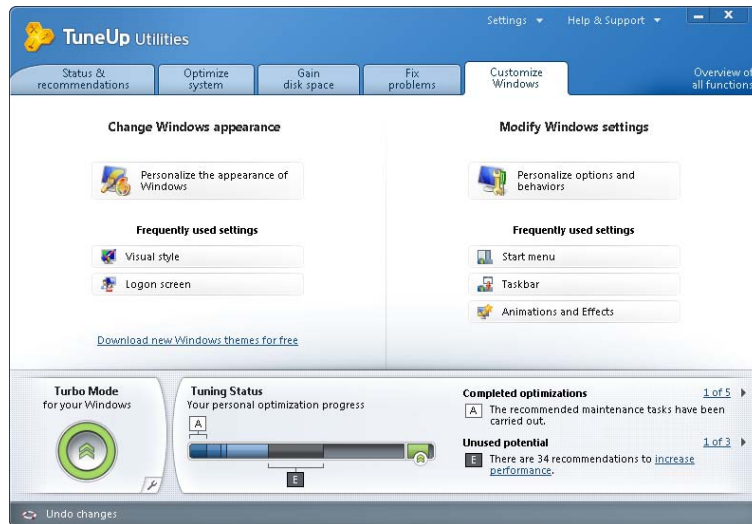 Settings
Help & Support
TuneUp Utilities
Status &
recommendations
Optimize
system
Gain
disk space
Fix
problems
Customize
Windows
Overview of
all functions
Change Windows appearance
Personalize the appearance of
Windows
Frequently used settings
Visual style
Logon screen
Download new Windows themes for free
Modify Windows settings
Personalize options and
behaviors
Frequently used settings
Start menu
Taskbar
Animations and Effects
Turbo Mode
for your Windows
Tuning Status
Your personal optimization progress
A
E
Completed optimizations 1 of 5
A The recommended maintenance tasks have been
carried out.
Unused potential 1 of 3
E There are 34 recommendations to increase
performance.
Undo changes